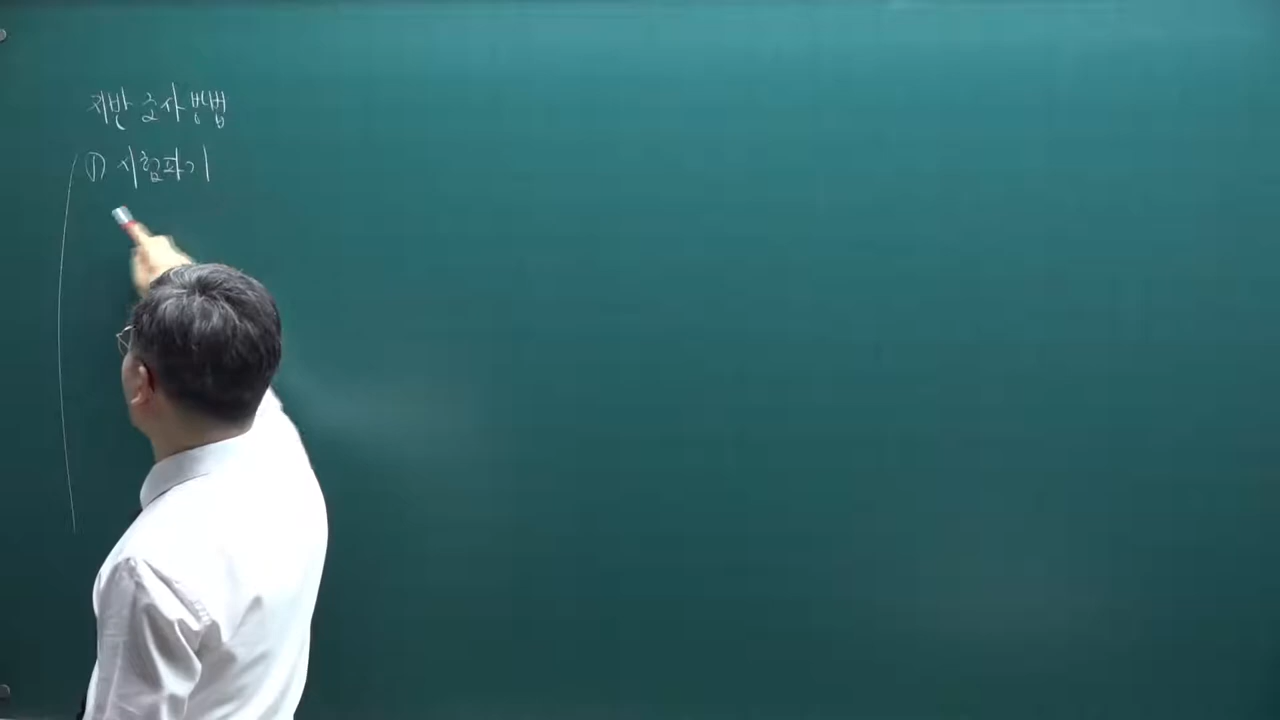 지반 조사 방법
① 시험파기